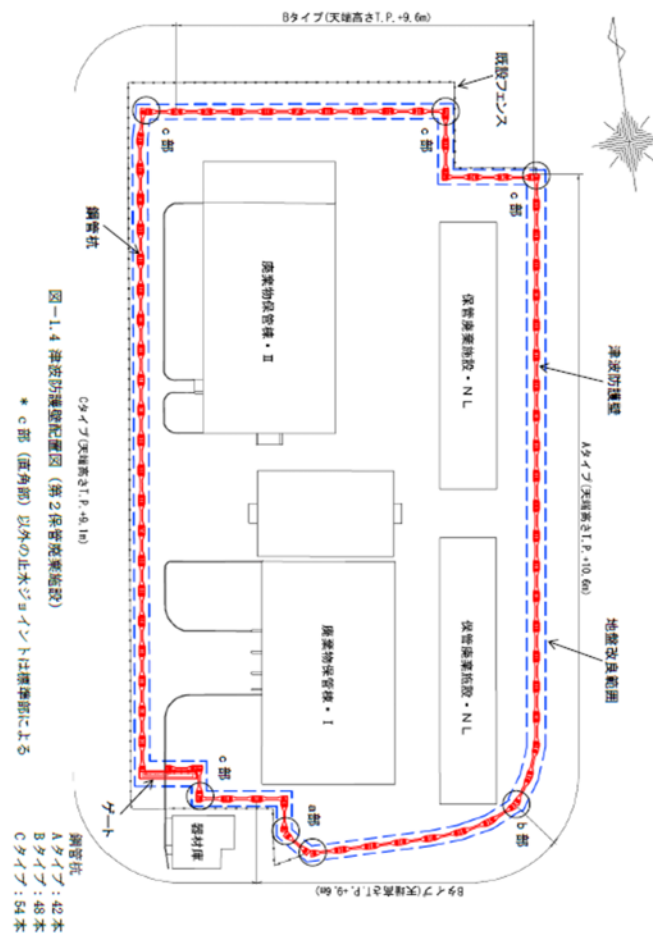 Bタイプ(天端高さT.P.+9.6m)
既設フェンス
c部
c部
c部
鋼管杭
廃棄物保管棟・Ⅱ
保管廃棄施設・NL
津波防護壁
Aタイプ(天端高さT.P.+10.6m)
Cタイプ(天端高さT.P.+9.1m)
地盤改良範囲
廃棄物保管棟・Ⅰ
保管廃棄施設・NL
c部
a部
b部
ゲート
器材庫
Bタイプ(天端高さT.P.+9.6m)
図-1.4 津波防護壁配置図 (第2保管廃棄施設)
* c部 (直角部) 以外の止水ジョイントは標準部による
鋼管杭
Aタイプ:42本
Bタイプ:48本
Cタイプ:54本